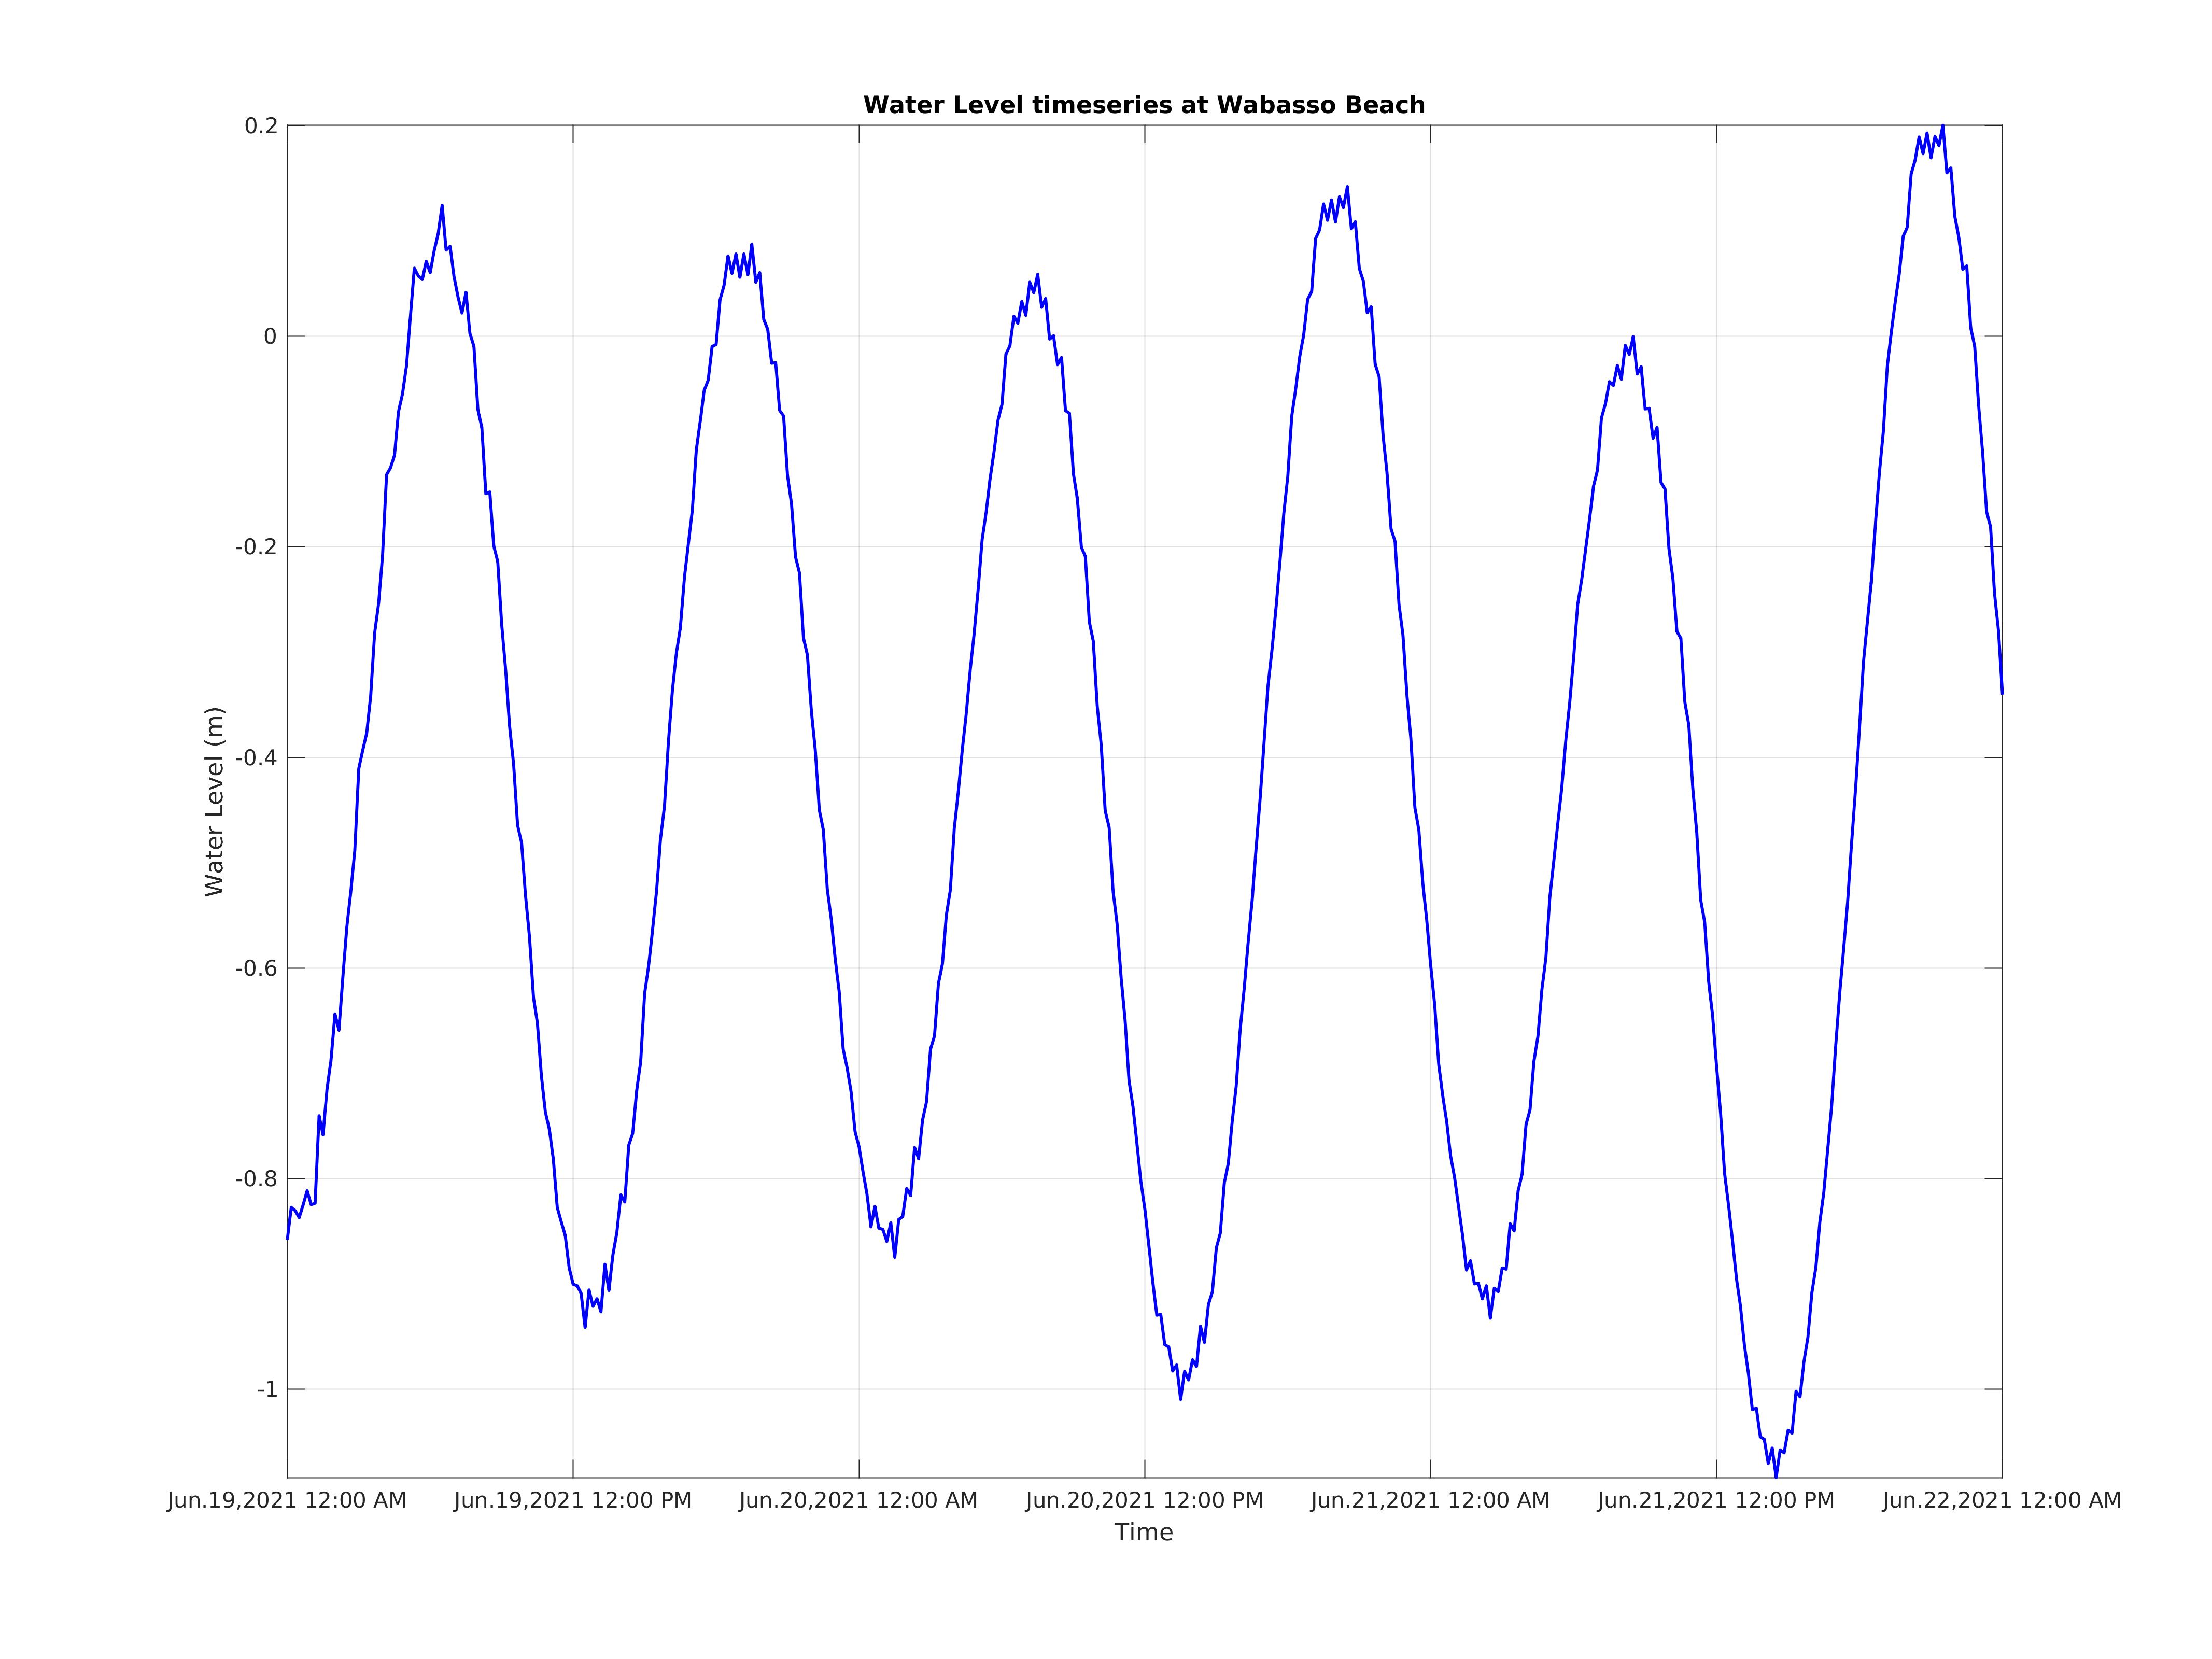 Water Level timeseries at Wabasso Beach
0.2
0
-0.2
-0.4
-0.6
-0.8
-1
Water Level (m)
Jun.19,2021 12:00 AM
Jun.19,2021 12:00 PM
Jun.20,2021 12:00 AM
Jun.20,2021 12:00 PM
Jun.21,2021 12:00 AM
Jun.21,2021 12:00 PM
Jun.22,2021 12:00 AM
Time